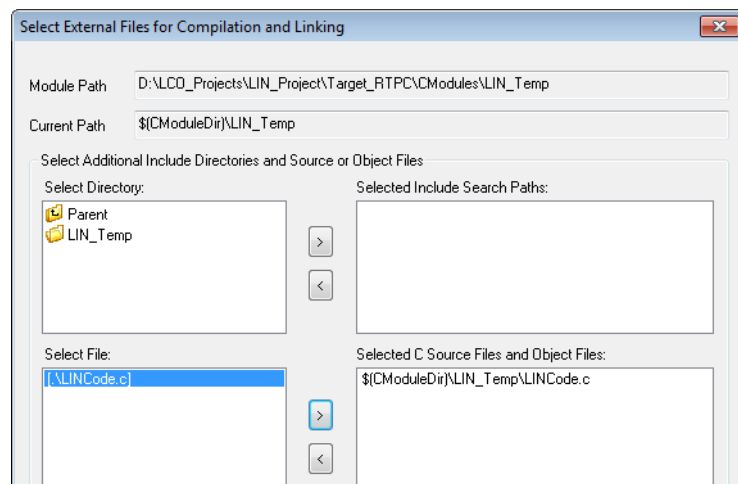 Select External Files for Compilation and Linking
Module Path D:\LCO_Projects\LIN_Project\Target_RTPC\CModules\LIN_Temp
Current Path $(CModuleDir)\LIN_Temp
Select Additional Include Directories and Source or Object Files
Select Directory: Selected Include Search Paths:
Parent
LIN_Temp
>
<
Select File: Selected C Source Files and Object Files:
[.\LINCode.c] $(CModuleDir)\LIN_Temp\LINCode.c
>
<